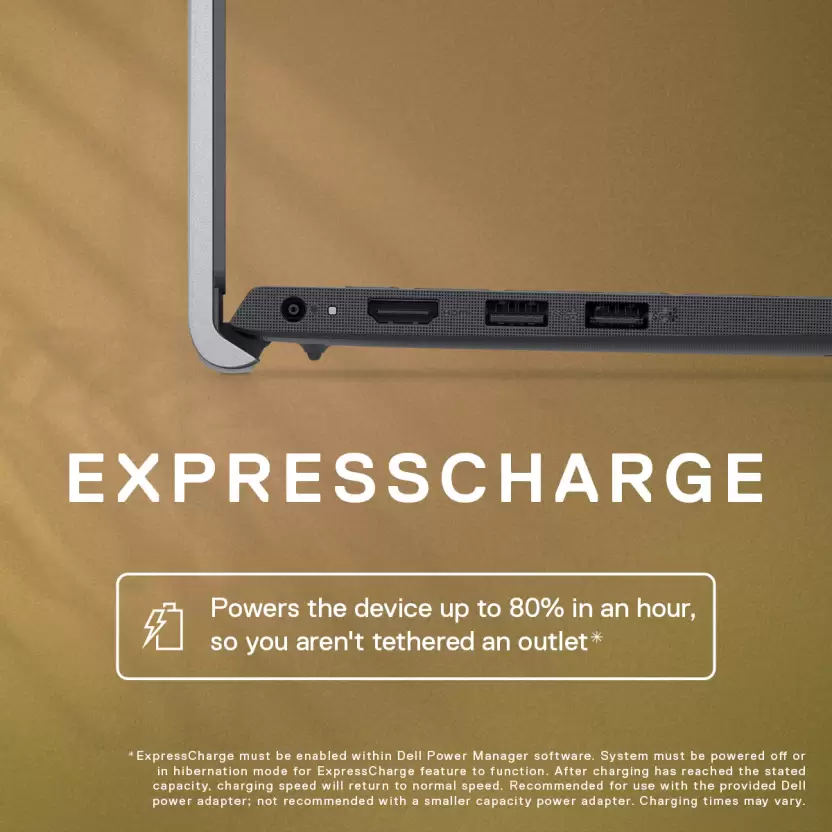 EXPRESSCHARGE
Powers the device up to 80% in an hour,
so you aren't tethered an outlet*
*ExpressCharge must be enabled within Dell Power Manager software. System must be powered off or
in hibernation mode for ExpressCharge feature to function. After charging has reached the stated
capacity, charging speed will return to normal speed. Recommended for use with the provided Dell
power adapter; not recommended with a smaller capacity power adapter. Charging times may vary.